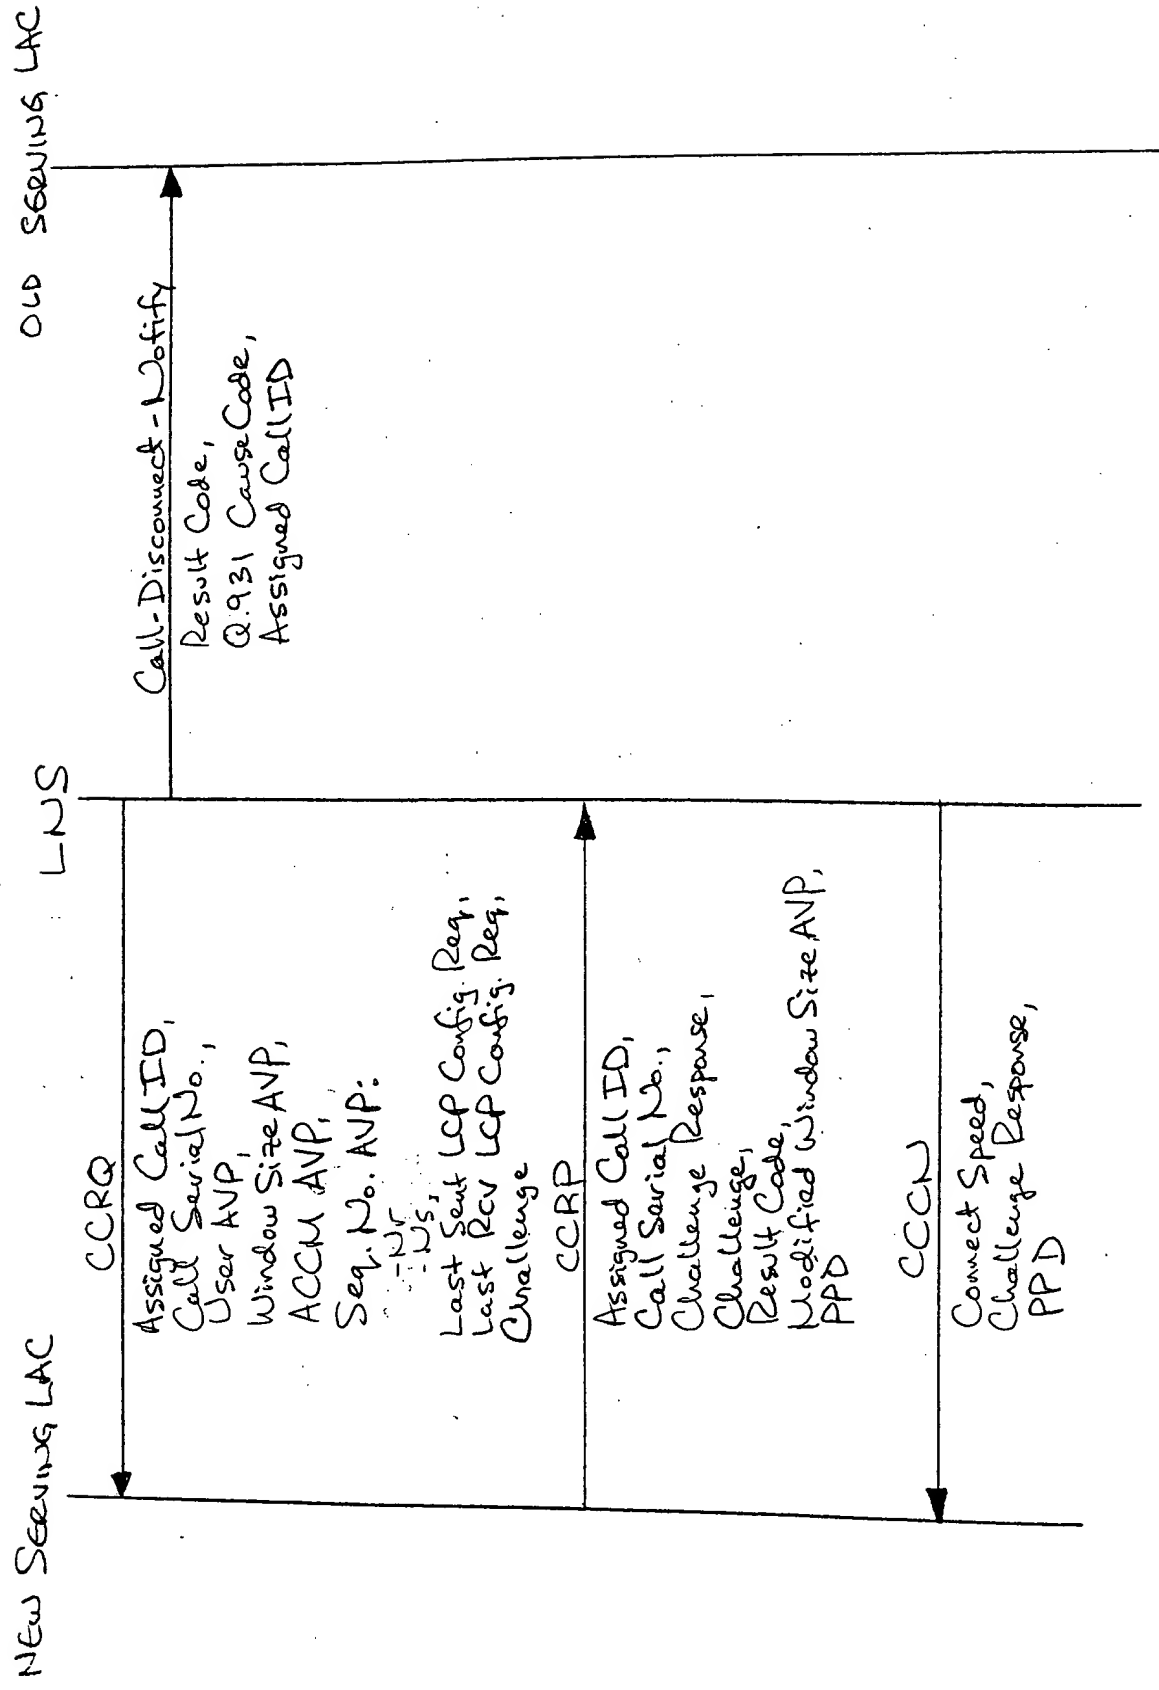 NEW SERVING LAC
LNS
OLD SERVING LAC
CCRQ
Assigned Call ID,
Call Serial No.,
User AVP,
Window Size AVP,
ACCM AVP,
Seq. No. AVP:
-Nr
-Ns,
Last Sent LCP Config. Req,
Last Rcv LCP Config. Req,
Challenge
Call-Disconnect-Notify
Result Code,
Q.931 Cause Code,
Assigned Call ID
CCRP
Assigned Call ID,
Call Serial No.,
Challenge Response,
Challenge,
Result Code,
Modified Window Size AVP,
PPD
CCCN
Connect Speed,
Challenge Response,
PPD